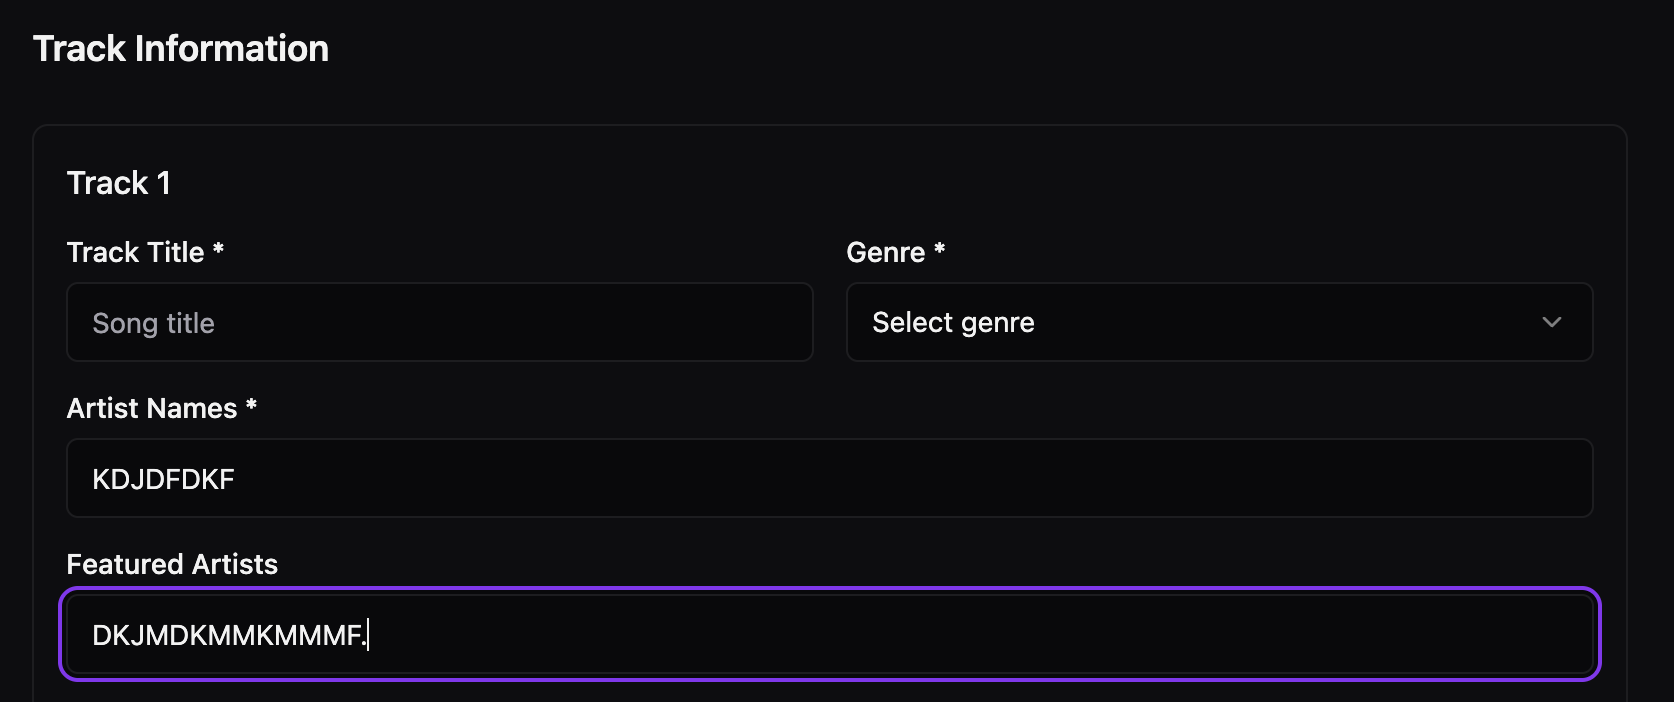 Track Information
Track 1
Track Title *
Genre *
Song title
Select genre
Artist Names *
KDJDFDKF
Featured Artists
DKJMDKMMKMMMF.